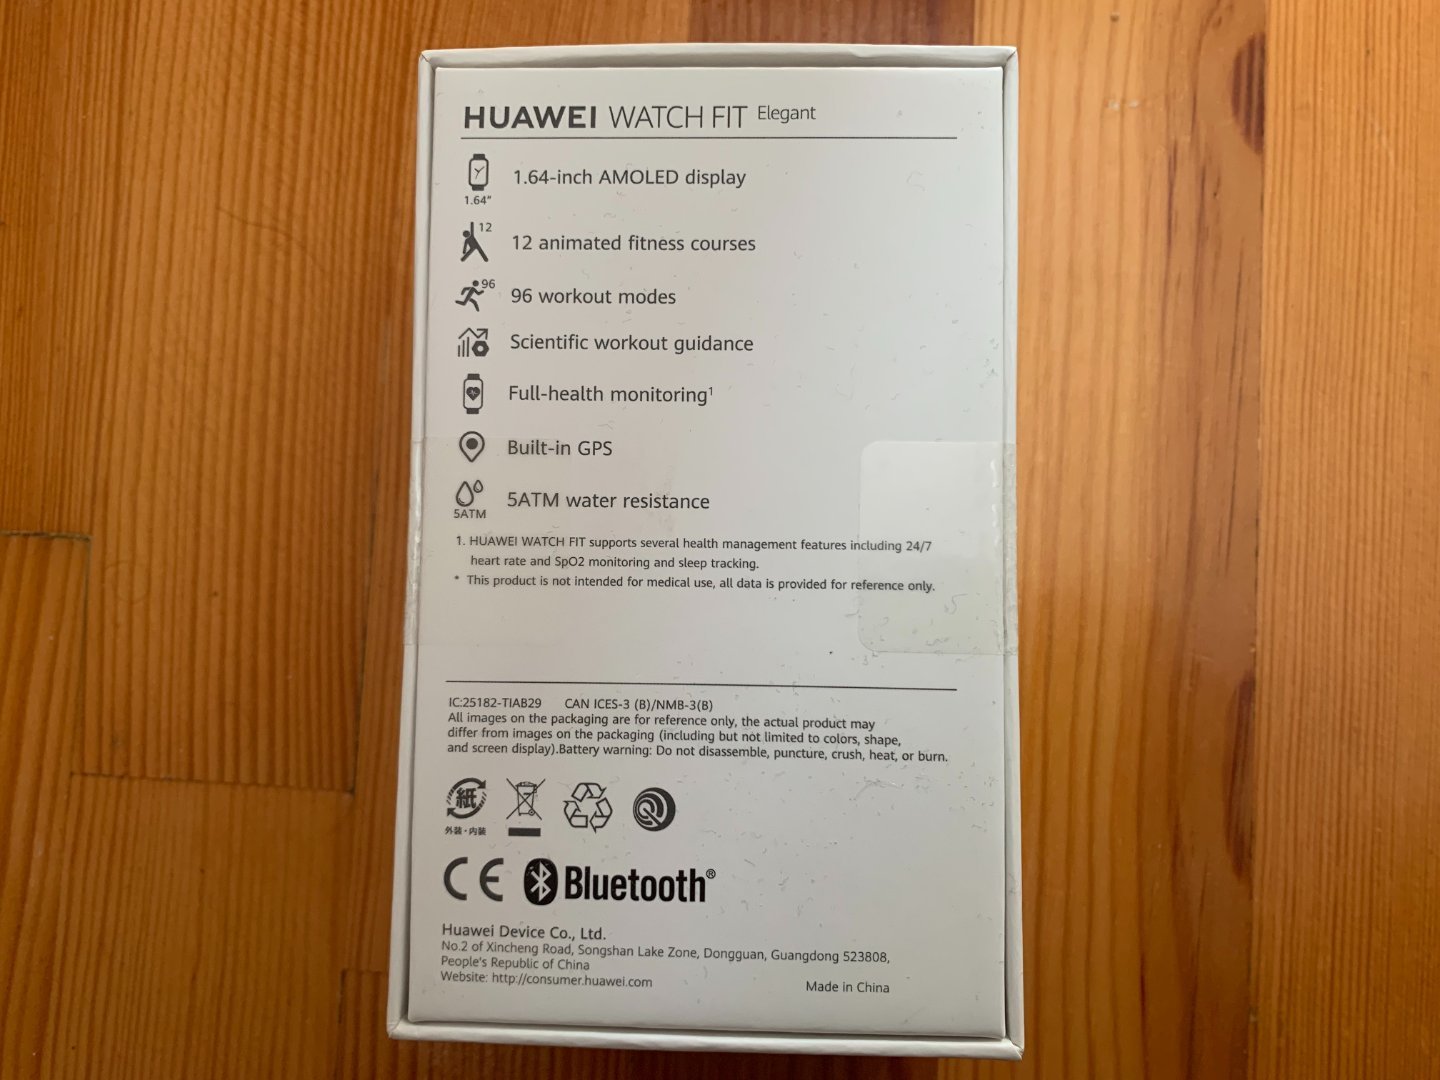 HUAWEI WATCH FIT Elegant
1.64"
1.64-inch AMOLED display
12
12 animated fitness courses
96
96 workout modes
Scientific workout guidance
Full-health monitoring¹
Built-in GPS
5ATM
5ATM water resistance
1. HUAWEI WATCH FIT supports several health management features including 24/7
heart rate and SpO2 monitoring and sleep tracking.
* This product is not intended for medical use, all data is provided for reference only.
IC:25182-TIAB29 CAN ICES-3 (B)/NMB-3(B)
All images on the packaging are for reference only, the actual product may
differ from images on the packaging (including but not limited to colors, shape,
and screen display).Battery warning: Do not disassemble, puncture, crush, heat, or burn.
紙
外装・内装
CE Bluetooth®
Huawei Device Co., Ltd.
No.2 of Xincheng Road, Songshan Lake Zone, Dongguan, Guangdong 523808,
People's Republic of China
Website: http://consumer.huawei.com
Made in China